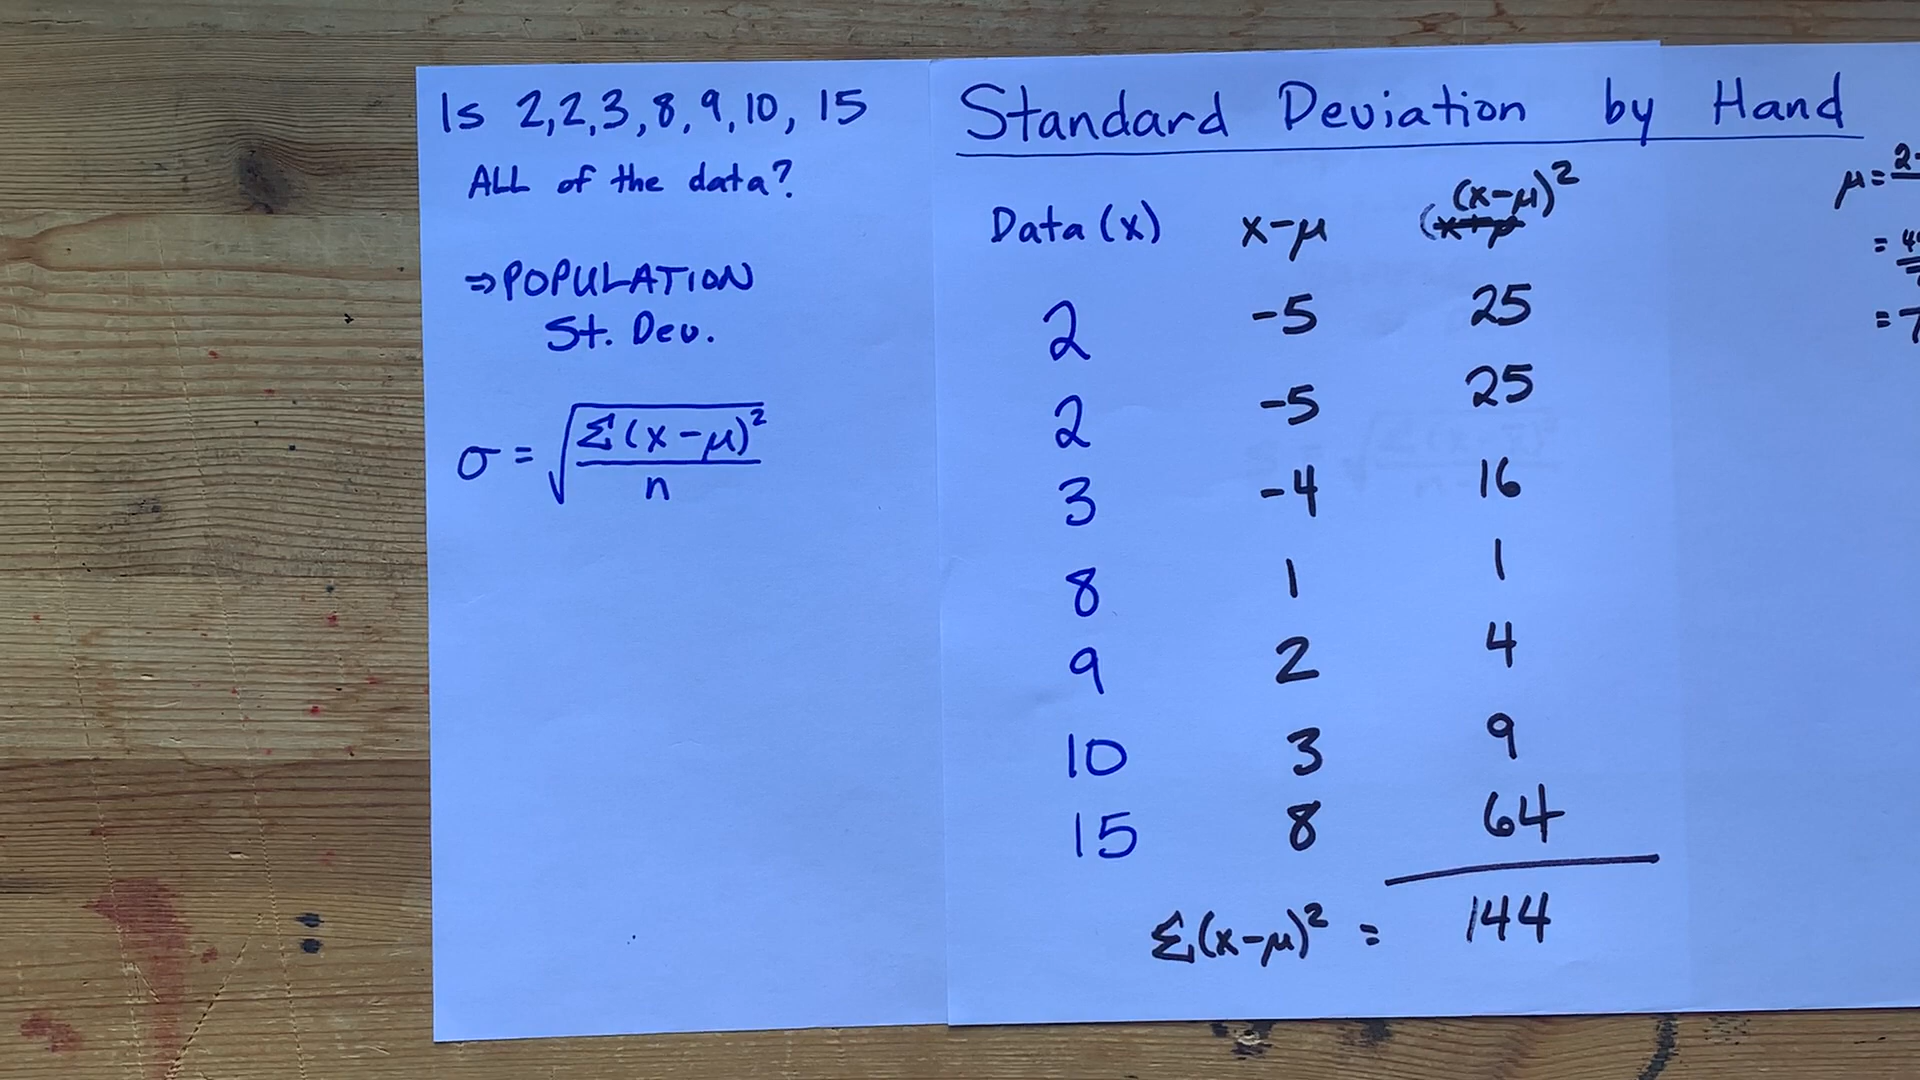 Is 2,2,3,8,9,10, 15
ALL of the data?
⇒POPULATION
St. Dev.
σ = √(Σ(x-μ)² / n)
Standard Deviation by Hand
Data (x) x-μ (x-μ)²
2 -5 25
2 -5 25
3 -4 16
8 1 1
9 2 4
10 3 9
15 8 64
Σ(x-μ)² = 144
μ= 2
=
= 7